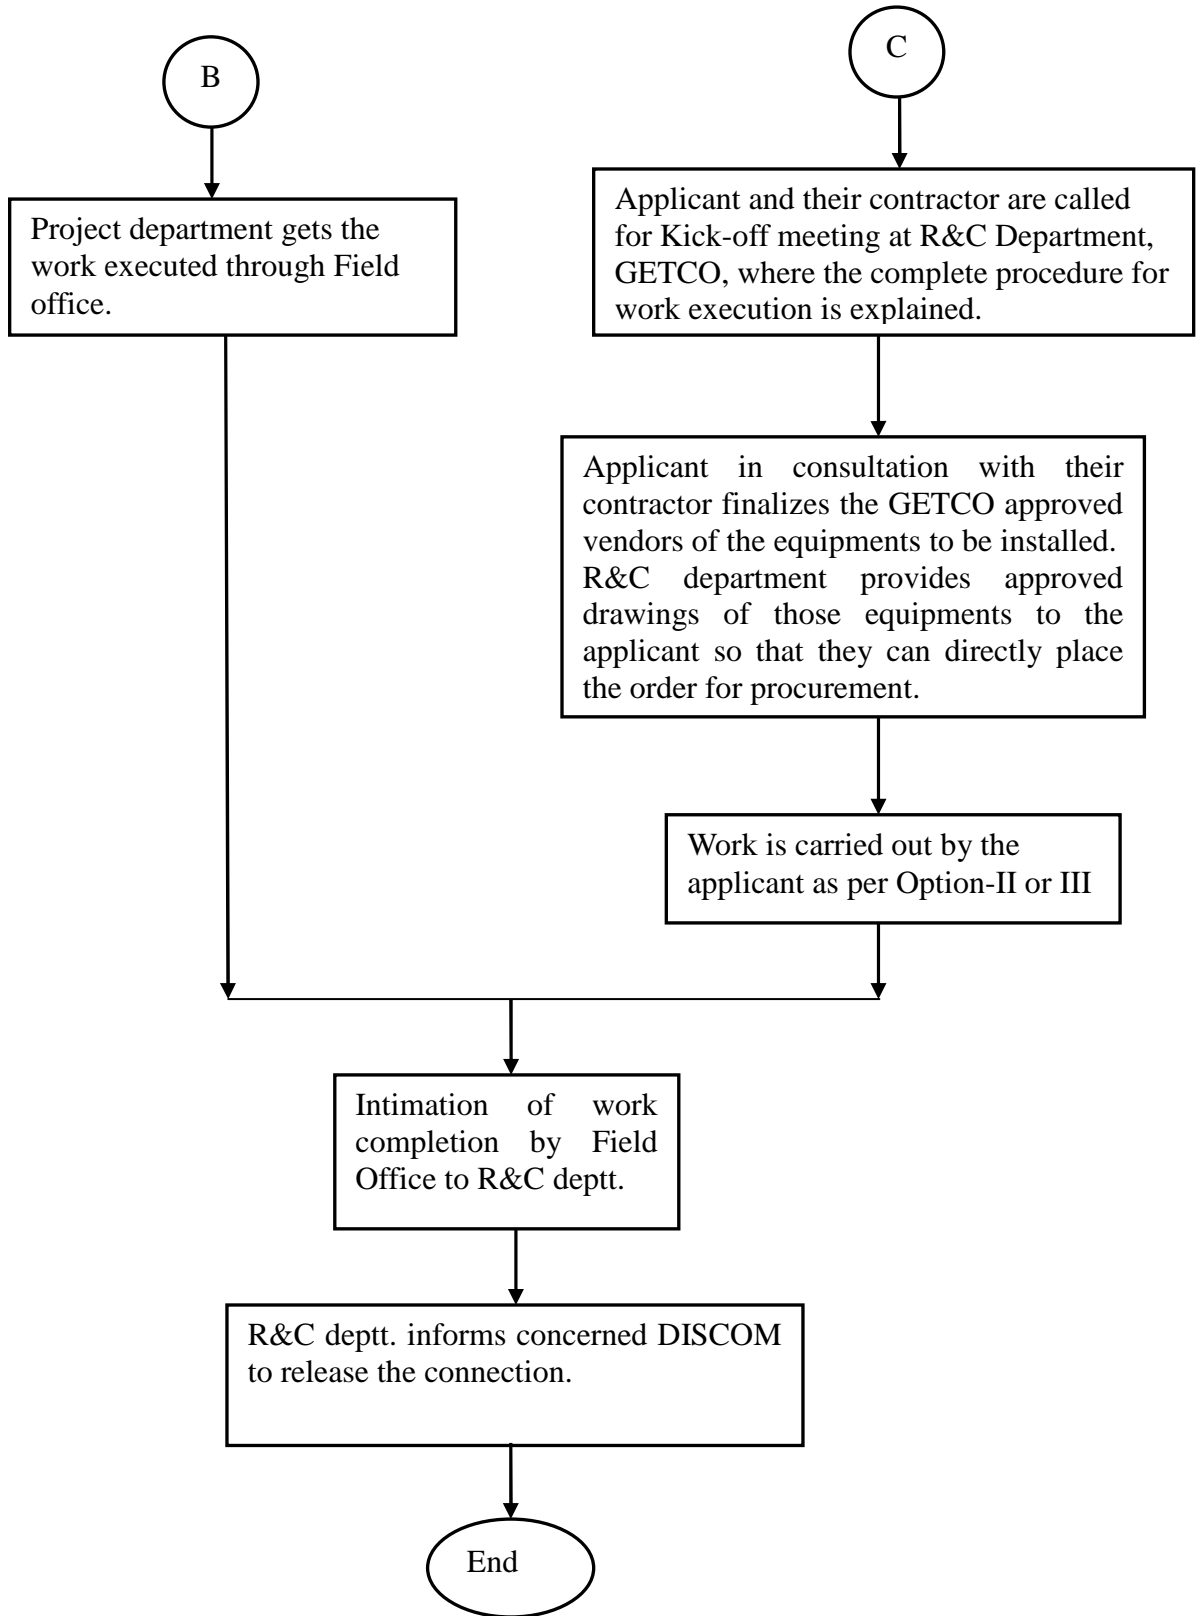 B
C
Project department gets the
work executed through Field
office.
Applicant and their contractor are called
for Kick-off meeting at R&C Department,
GETCO, where the complete procedure for
work execution is explained.
Applicant in consultation with their
contractor finalizes the GETCO approved
vendors of the equipments to be installed.
R&C department provides approved
drawings of those equipments to the
applicant so that they can directly place
the order for procurement.
Work is carried out by the
applicant as per Option-II or III
Intimation of work
completion by Field
Office to R&C deptt.
R&C deptt. informs concerned DISCOM
to release the connection.
End